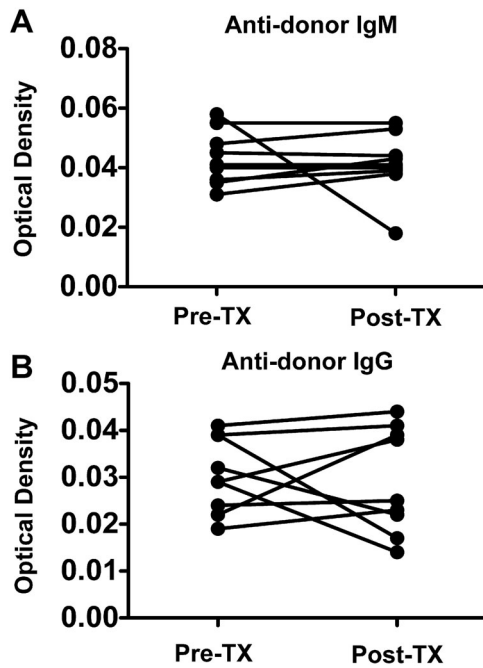 A
Anti-donor IgM
0.08
0.06
0.04
0.02
0.00
Optical Density
Pre-TX Post-TX
B
Anti-donor IgG
0.05
0.04
0.03
0.02
0.01
0.00
Optical Density
Pre-TX Post-TX